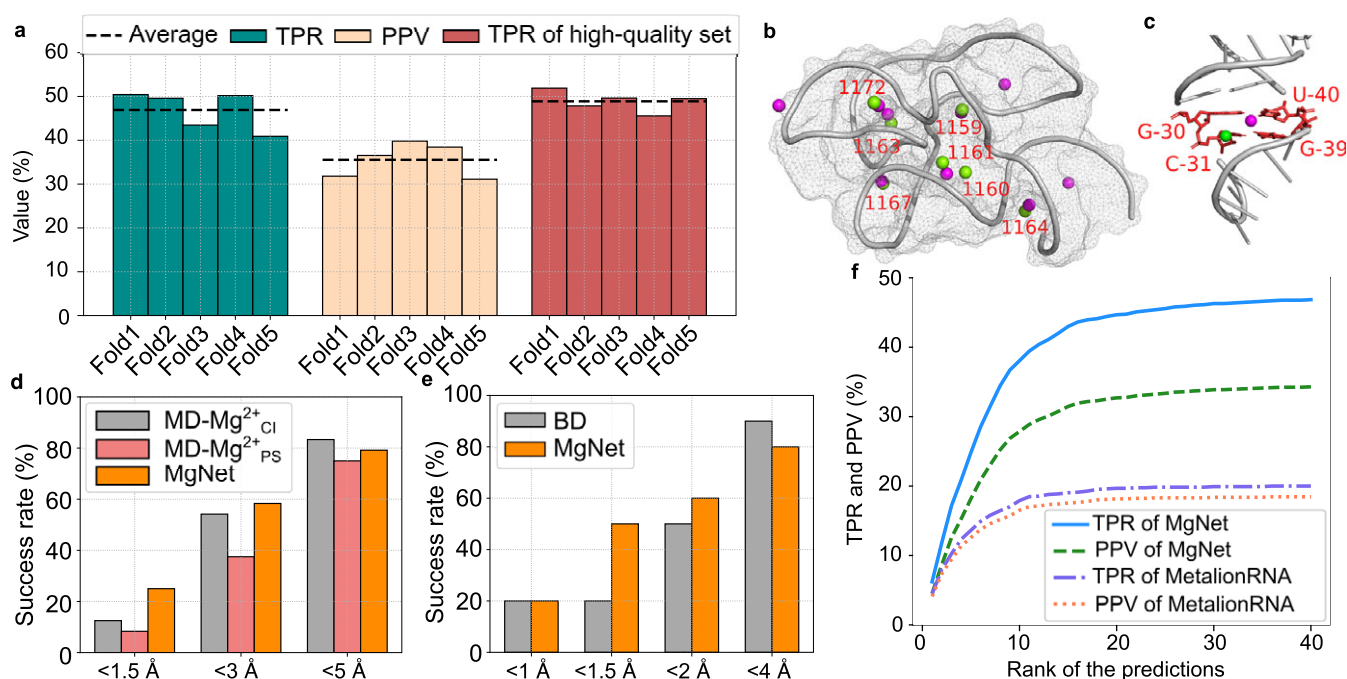 a
Average TPR PPV TPR of high-quality set
Value (%)
60
50
40
30
20
10
0
Fold1 Fold2 Fold3 Fold4 Fold5 Fold1 Fold2 Fold3 Fold4 Fold5 Fold1 Fold2 Fold3 Fold4 Fold5
b
1172
1159
1163
1161
1160
1167
1164
c
U-40
G-30
G-39
C-31
d
Success rate (%)
100
80
60
40
20
0
MD-Mg²⁺CI
MD-Mg²⁺PS
MgNet
<1.5 Å <3 Å <5 Å
e
Success rate (%)
100
80
60
40
20
0
BD
MgNet
<1 Å <1.5 Å <2 Å <4 Å
f
TPR and PPV (%)
50
40
30
20
10
0
TPR of MgNet
PPV of MgNet
TPR of MetalionRNA
PPV of MetalionRNA
0 10 20 30 40
Rank of the predictions